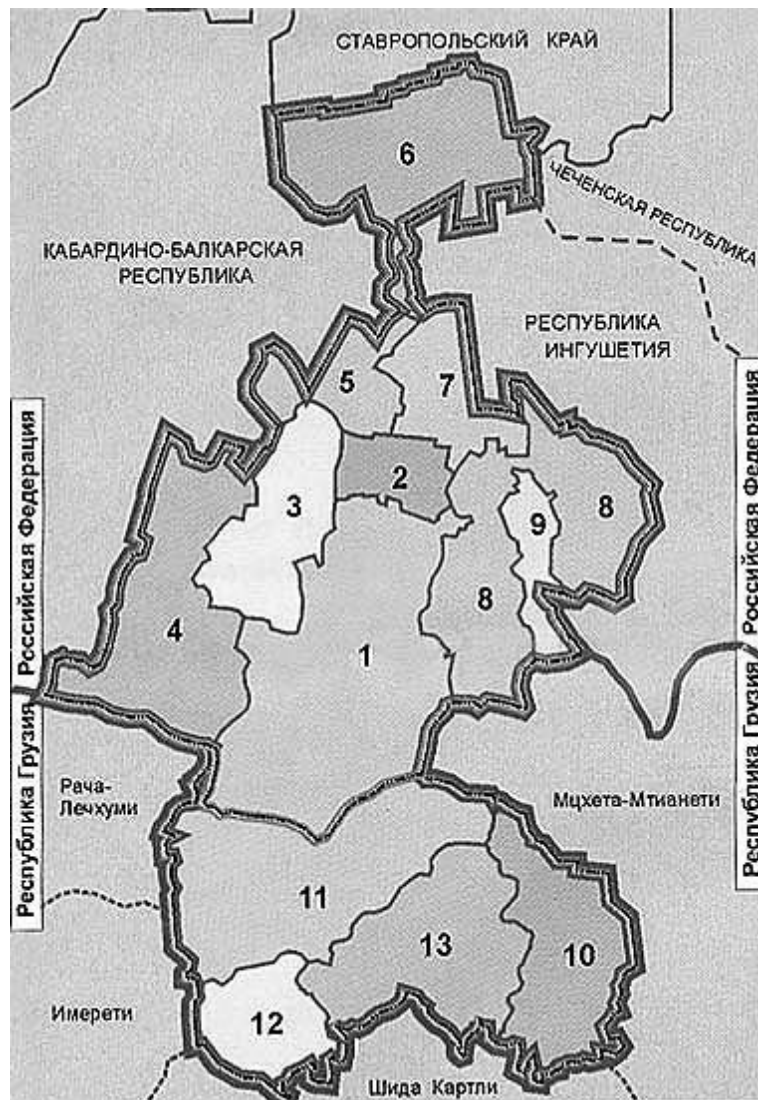 СТАВРОПОЛЬСКИЙ КРАЙ
6
ЧЕЧЕНСКАЯ РЕСПУБЛИКА
КАБАРДИНО-БАЛКАРСКАЯ
РЕСПУБЛИКА
РЕСПУБЛИКА
ИНГУШЕТИЯ
5
7
2
3
9
8
8
4
1
Республика Грузия Российская Федерация
Республика Грузия Российская Федерация
Рача-
Лечхуми
Мцхета-Мтианети
11
13
10
Имерети
12
Шида Картли